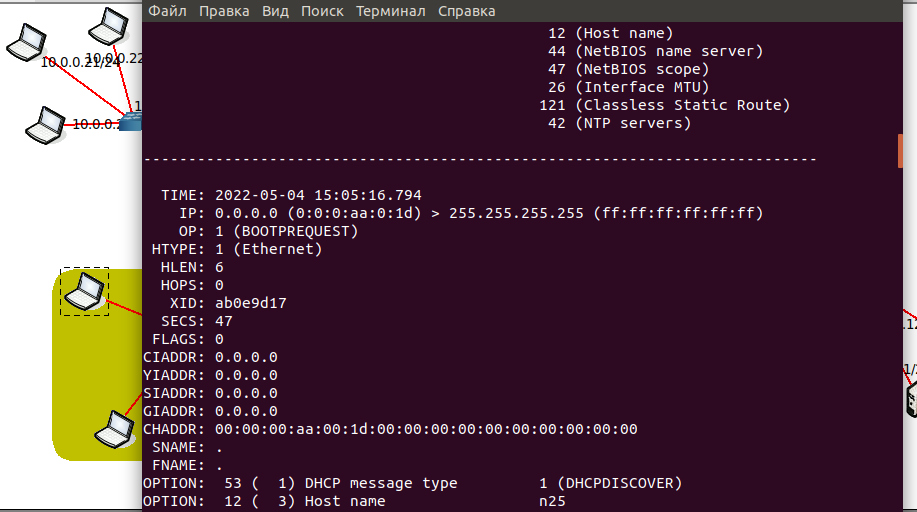 Файл Правка Вид Поиск Терминал Справка
12 (Host name)
44 (NetBIOS name server)
47 (NetBIOS scope)
26 (Interface MTU)
121 (Classless Static Route)
42 (NTP servers)
---------------------------------------------------------------------------
TIME: 2022-05-04 15:05:16.794
IP: 0.0.0.0 (0:0:0:aa:0:1d) > 255.255.255.255 (ff:ff:ff:ff:ff:ff)
OP: 1 (BOOTPREQUEST)
HTYPE: 1 (Ethernet)
HLEN: 6
HOPS: 0
XID: ab0e9d17
SECS: 47
FLAGS: 0
CIADDR: 0.0.0.0
YIADDR: 0.0.0.0
SIADDR: 0.0.0.0
GIADDR: 0.0.0.0
CHADDR: 00:00:00:aa:00:1d:00:00:00:00:00:00:00:00:00:00
SNAME: .
FNAME: .
OPTION: 53 ( 1) DHCP message type 1 (DHCPDISCOVER)
OPTION: 12 ( 3) Host name n25
10.0.0.21/24
10.0.0.22
10.0.0.2